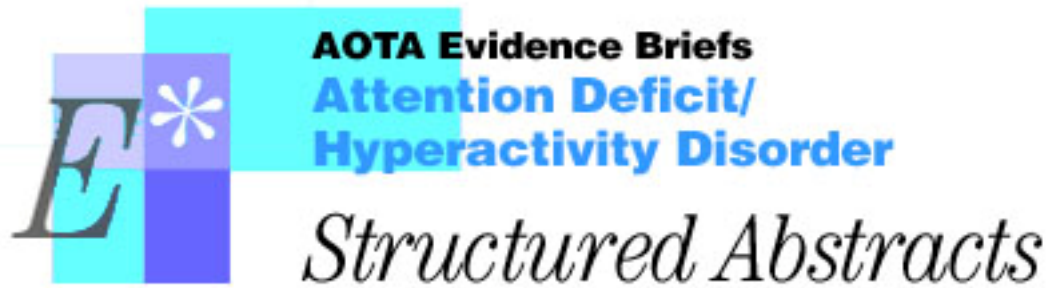 E*
AOTA Evidence Briefs
Attention Deficit/
Hyperactivity Disorder
Structured Abstracts